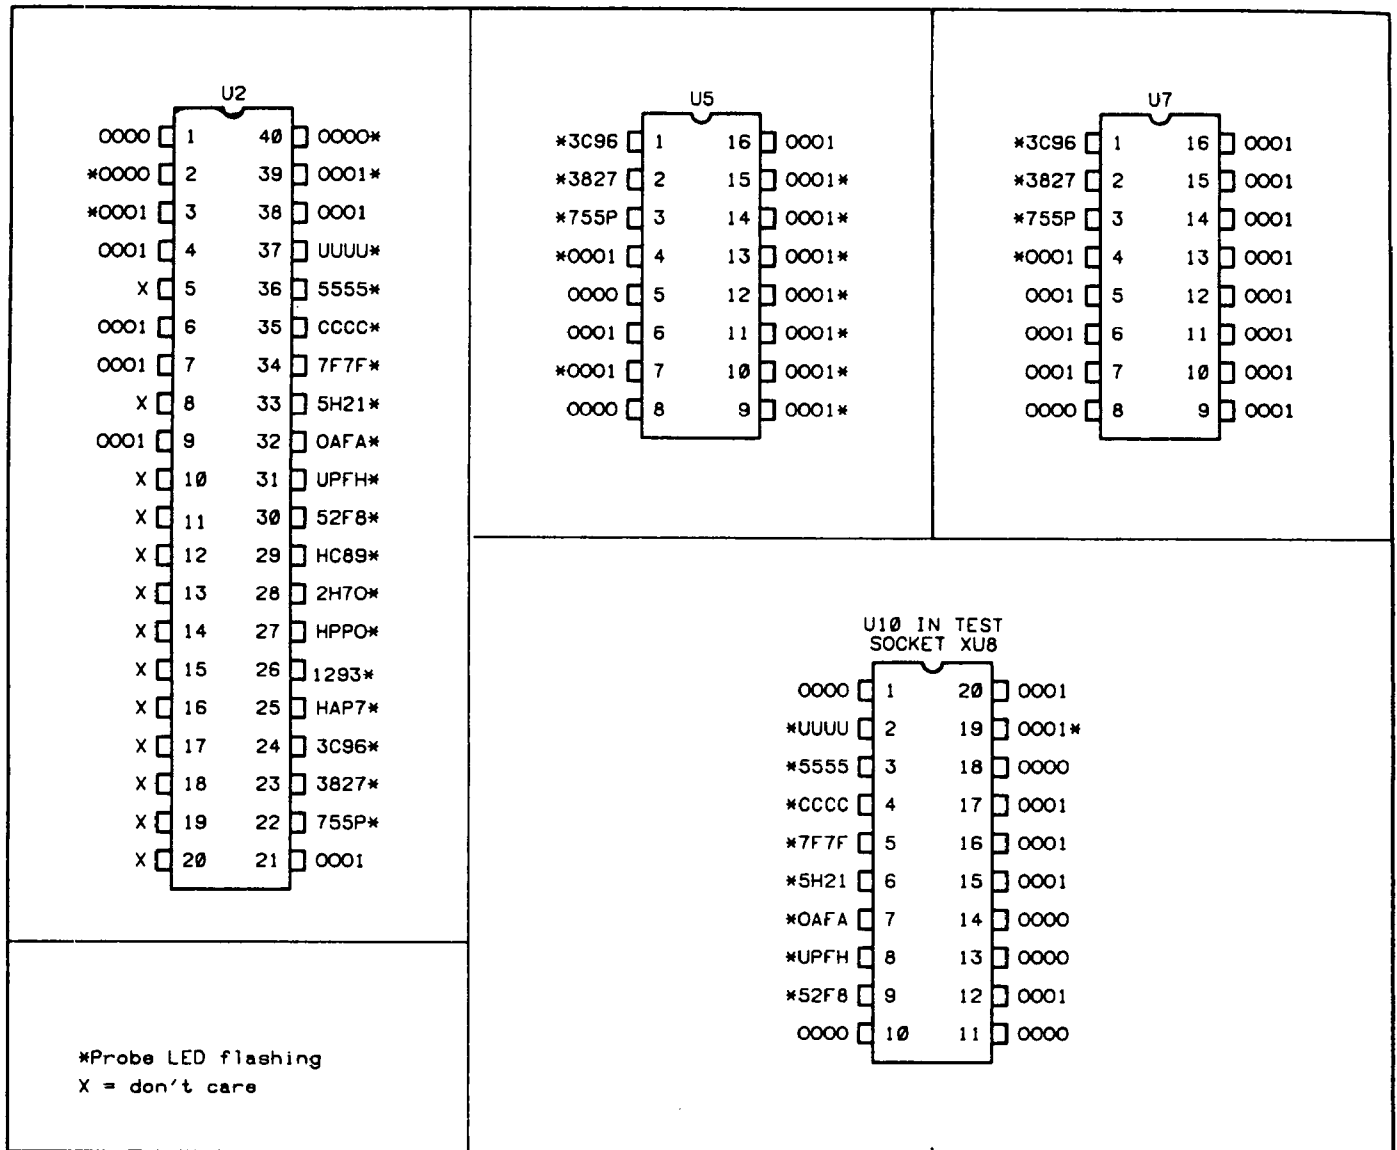 U2
0000 1 40 0000*
*0000 2 39 0001*
*0001 3 38 0001
0001 4 37 UUUU*
X 5 36 5555*
0001 6 35 CCCC*
0001 7 34 7F7F*
X 8 33 5H21*
0001 9 32 0AFA*
X 10 31 UPFH*
X 11 30 52F8*
X 12 29 HC89*
X 13 28 2H70*
X 14 27 HPP0*
X 15 26 1293*
X 16 25 HAP7*
X 17 24 3C96*
X 18 23 3827*
X 19 22 755P*
X 20 21 0001
U5
*3C96 1 16 0001
*3827 2 15 0001*
*755P 3 14 0001*
*0001 4 13 0001*
0000 5 12 0001*
0001 6 11 0001*
*0001 7 10 0001*
0000 8 9 0001*
U7
*3C96 1 16 0001
*3827 2 15 0001
*755P 3 14 0001
*0001 4 13 0001
0001 5 12 0001
0001 6 11 0001
0001 7 10 0001
0000 8 9 0001
U10 IN TEST
SOCKET XU8
0000 1 20 0001
*UUUU 2 19 0001*
*5555 3 18 0000
*CCCC 4 17 0001
*7F7F 5 16 0001
*5H21 6 15 0001
*0AFA 7 14 0000
*UPFH 8 13 0000
*52F8 9 12 0001
0000 10 11 0000
*Probe LED flashing
X = don't care